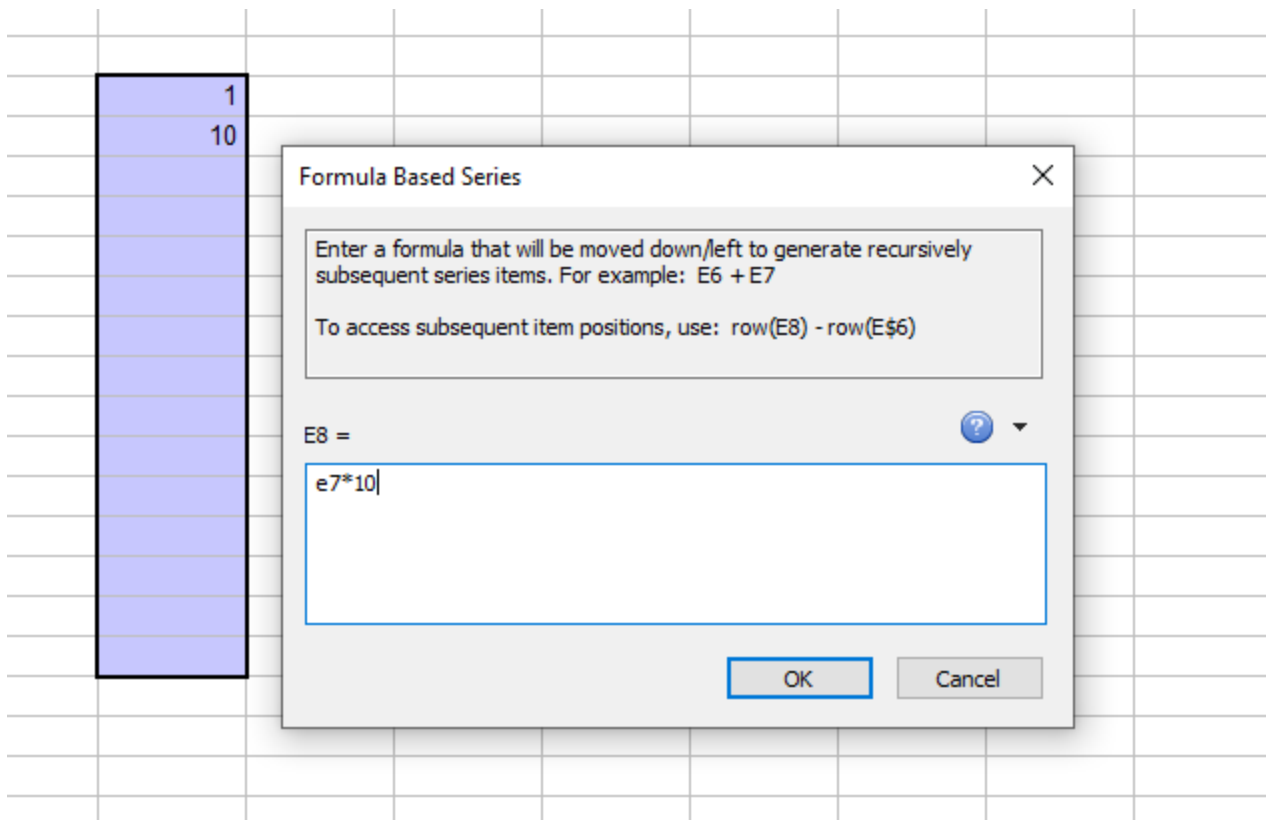 1
10
Formula Based Series
Enter a formula that will be moved down/left to generate recursively
subsequent series items. For example:  E6 + E7
To access subsequent item positions, use:  row(E8) - row(E$6)
E8 =
e7*10
OK
Cancel